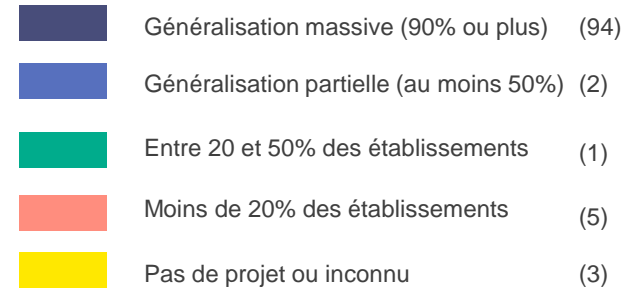 Généralisation massive (90% ou plus) (94)
Généralisation partielle (au moins 50%) (2)
Entre 20 et 50% des établissements (1)
Moins de 20% des établissements (5)
Pas de projet ou inconnu (3)